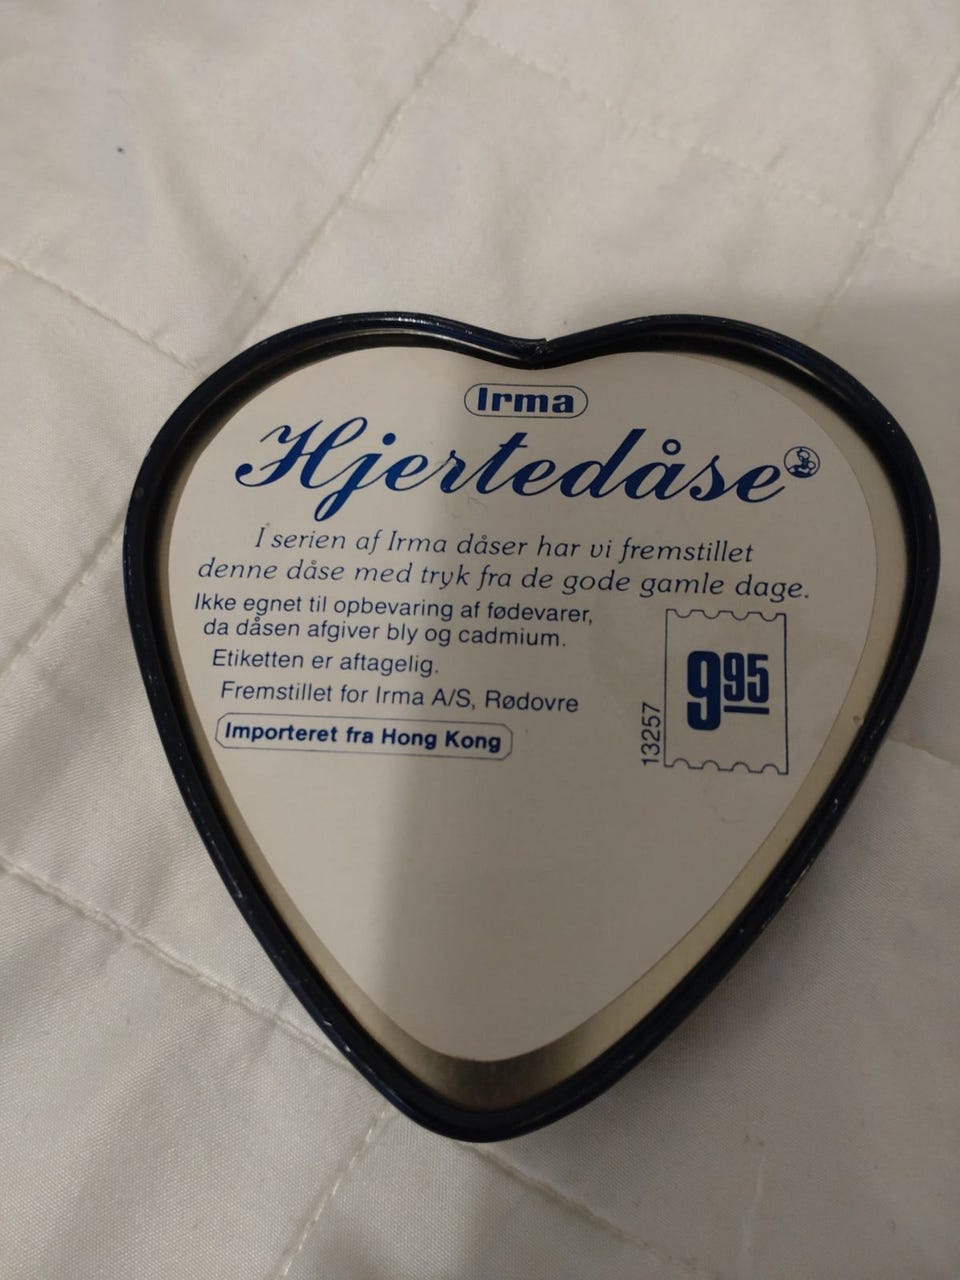 Irma
Hjertedåse
I serien af Irma dåser har vi fremstillet
denne dåse med tryk fra de gode gamle dage.
Ikke egnet til opbevaring af fødevarer,
da dåsen afgiver bly og cadmium.
Etiketten er aftagelig.
Fremstillet for Irma A/S, Rødovre
Importeret fra Hong Kong
13257
995